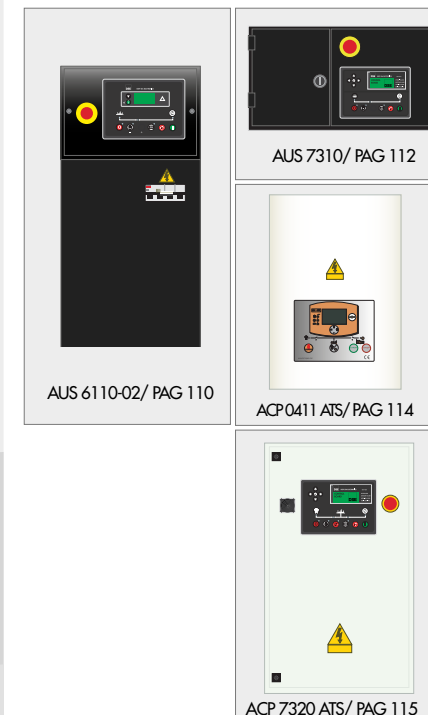 AUS 6110-02/ PAG 110
AUS 7310/ PAG 112
ACP 0411 ATS/ PAG 114
ACP 7320 ATS/ PAG 115